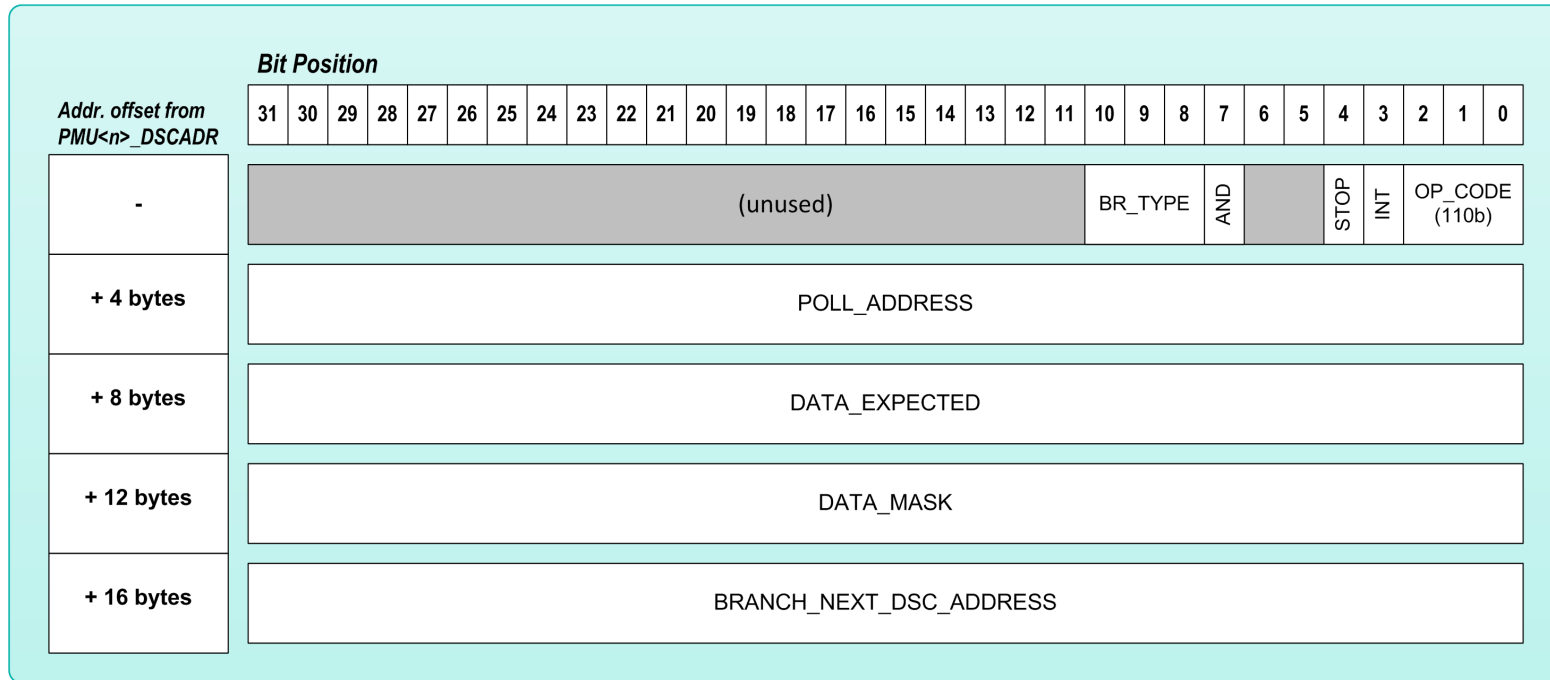 Bit Position
Addr. offset from
PMU<n>_DSCADR
31 30 29 28 27 26 25 24 23 22 21 20 19 18 17 16 15 14 13 12 11 10 9 8 7 6 5 4 3 2 1 0
-
(unused)
BR_TYPE
AND
STOP
INT
OP_CODE
(110b)
+ 4 bytes
POLL_ADDRESS
+ 8 bytes
DATA_EXPECTED
+ 12 bytes
DATA_MASK
+ 16 bytes
BRANCH_NEXT_DSC_ADDRESS